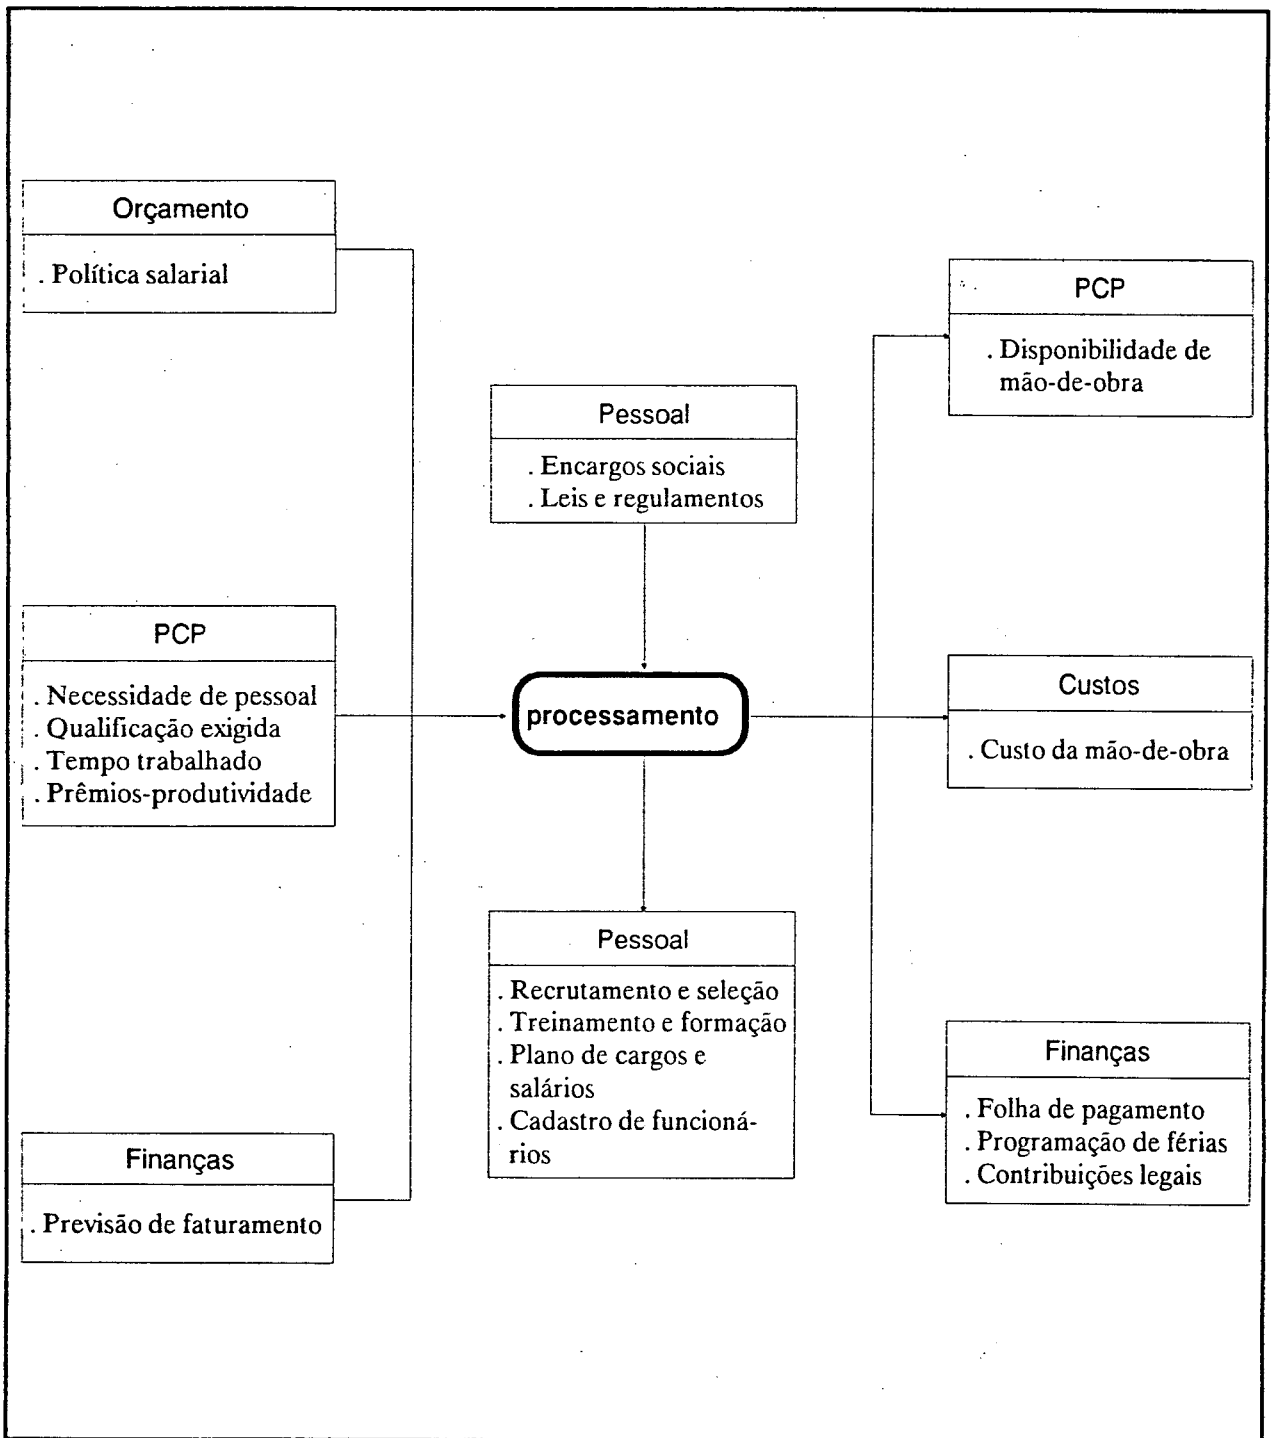 Orçamento
. Política salarial
PCP
. Necessidade de pessoal
. Qualificação exigida
. Tempo trabalhado
. Prêmios-produtividade
Finanças
. Previsão de faturamento
Pessoal
. Encargos sociais
. Leis e regulamentos
processamento
Pessoal
. Recrutamento e seleção
. Treinamento e formação
. Plano de cargos e
salários
. Cadastro de funcioná-
rios
PCP
. Disponibilidade de
mão-de-obra
Custos
. Custo da mão-de-obra
Finanças
. Folha de pagamento
. Programação de férias
. Contribuições legais